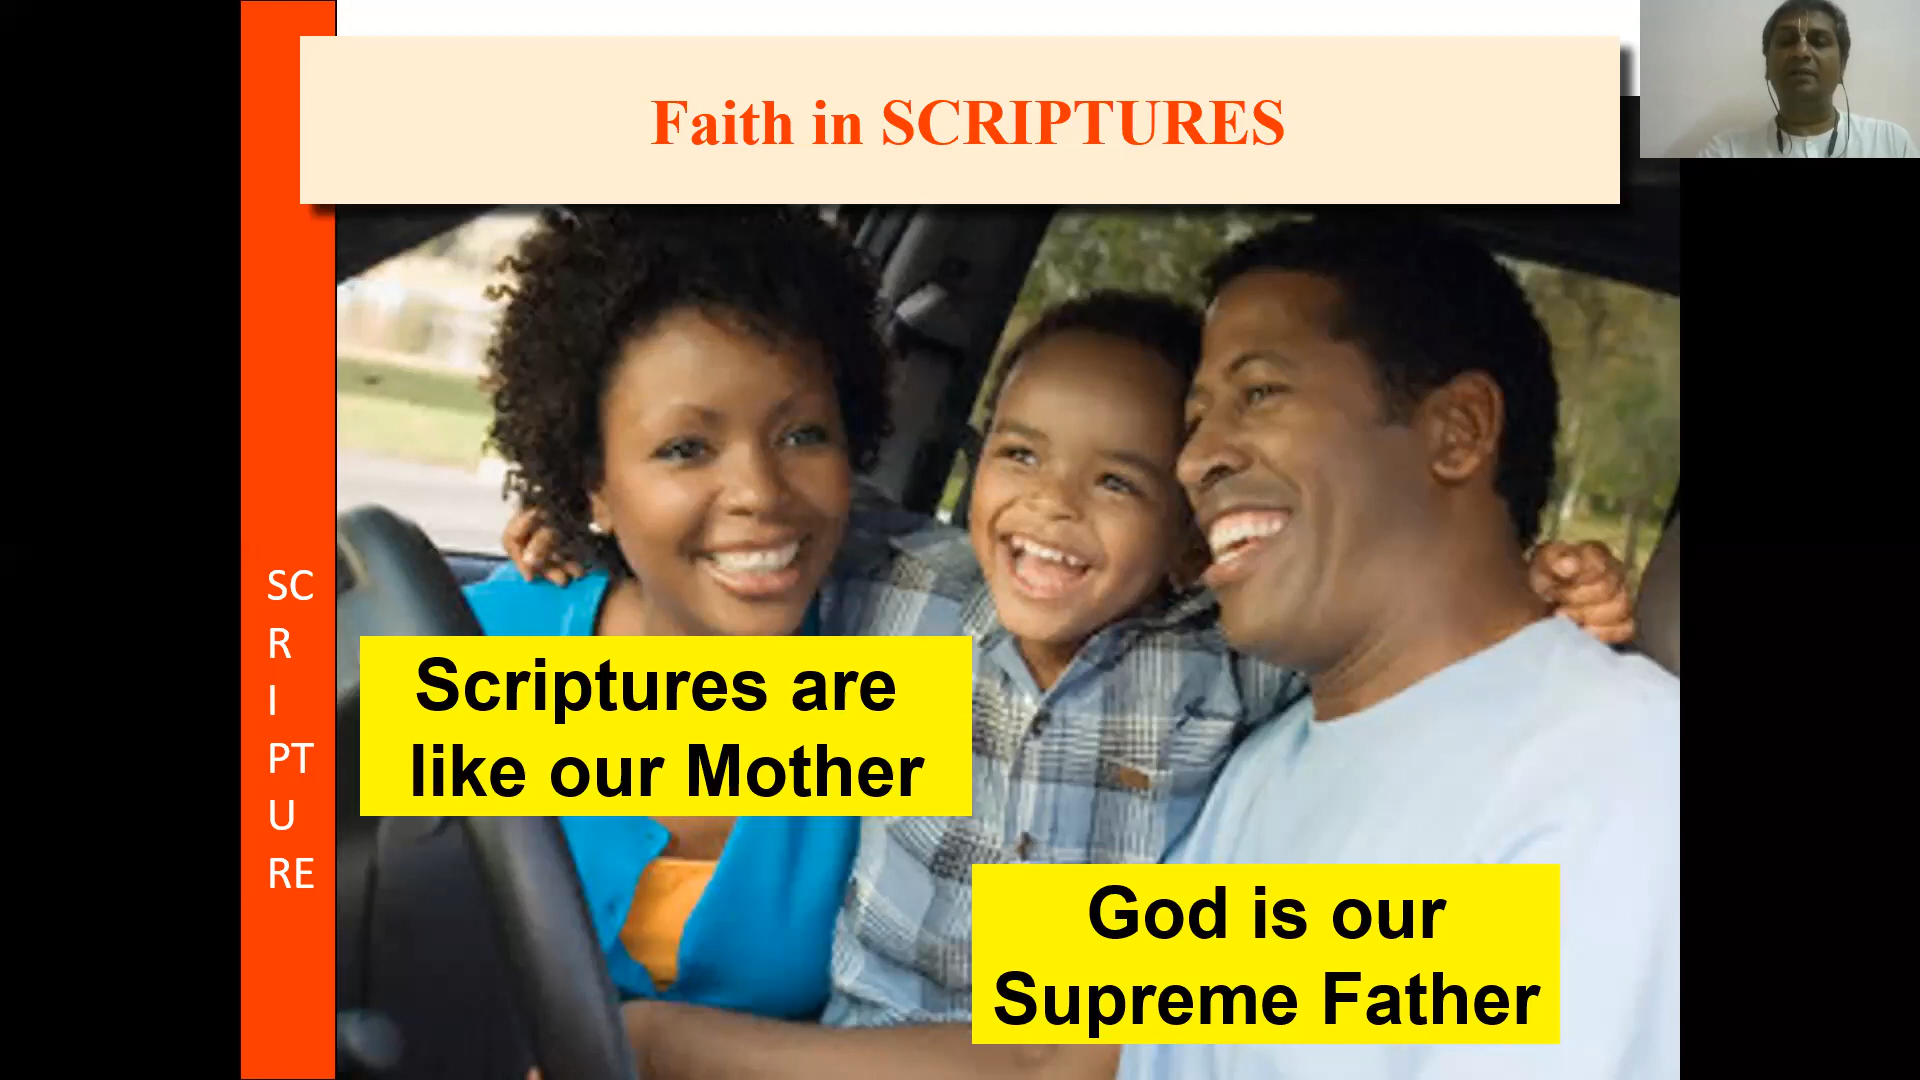 Faith in SCRIPTURES
SC
R
I
PT
U
RE
Scriptures are
like our Mother
God is our
Supreme Father